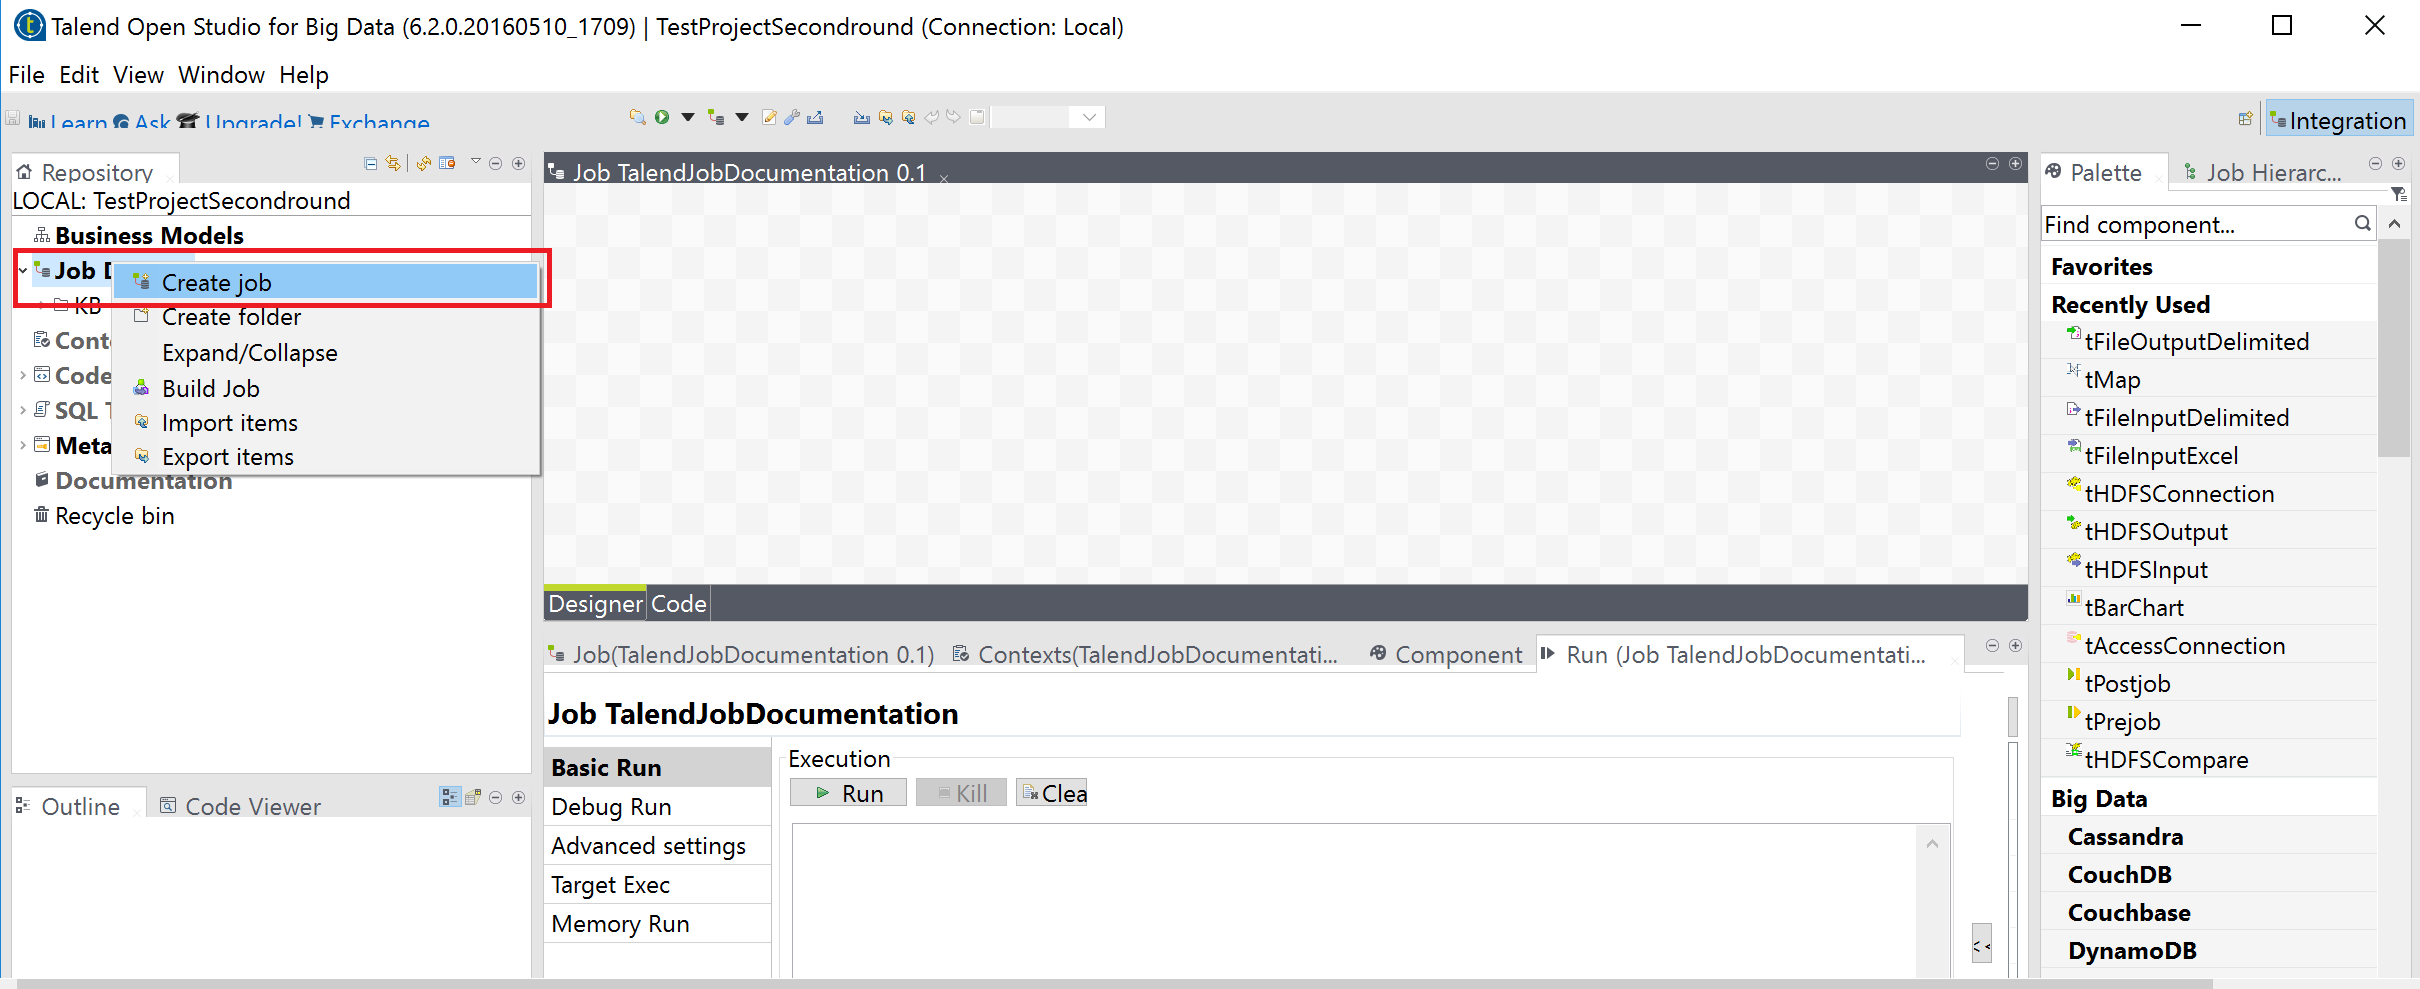 Talend Open Studio for Big Data (6.2.0.20160510_1709) | TestProjectSecondround (Connection: Local)
File Edit View Window Help
Learn Ask Upgrade! Exchange
Integration
Repository
LOCAL: TestProjectSecondround
Business Models
Job D
Create job
KB
Create folder
Cont
Expand/Collapse
Code
Build Job
SQL T
Import items
Meta
Export items
Documentation
Recycle bin
Outline Code Viewer
Job TalendJobDocumentation 0.1
Designer Code
Job(TalendJobDocumentation 0.1) Contexts(TalendJobDocumentati... Component Run (Job TalendJobDocumentati...
Job TalendJobDocumentation
Basic Run
Debug Run
Advanced settings
Target Exec
Memory Run
Execution
Run Kill Clea
<<
Palette Job Hierarc...
Find component...
Favorites
Recently Used
tFileOutputDelimited
tMap
tFileInputDelimited
tFileInputExcel
tHDFSConnection
tHDFSOutput
tHDFSInput
tBarChart
tAccessConnection
tPostjob
tPrejob
tHDFSCompare
Big Data
Cassandra
CouchDB
Couchbase
DynamoDB